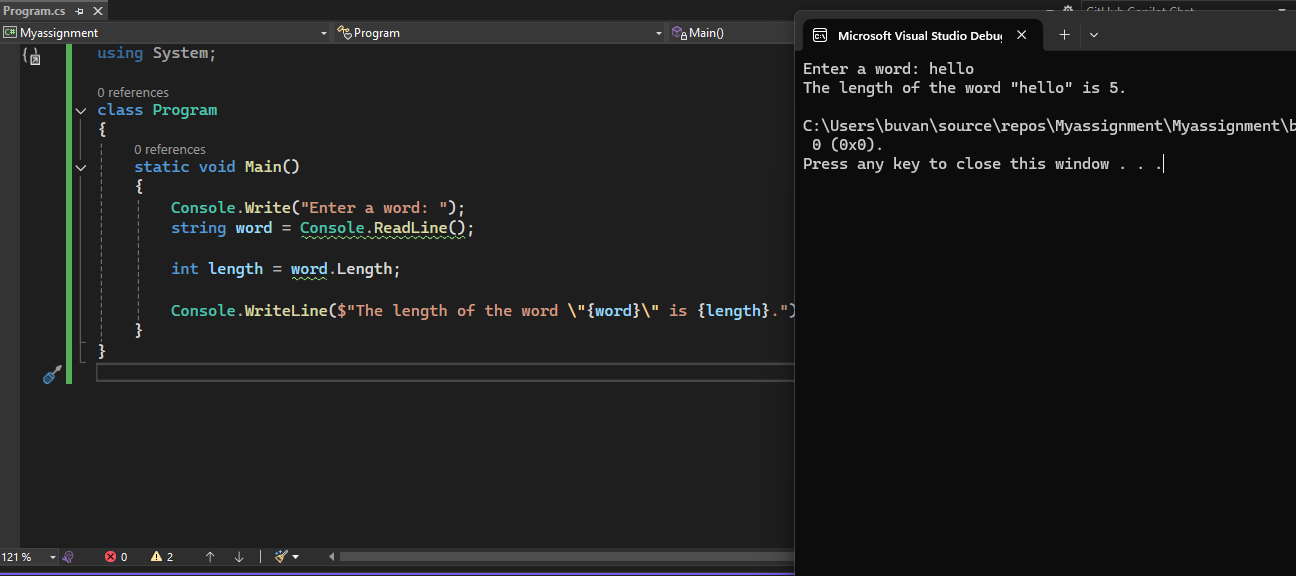 Program.cs
Myassignment
Program
Main()
using System;
0 references
class Program
{
0 references
static void Main()
{
Console.Write("Enter a word: ");
string word = Console.ReadLine();
int length = word.Length;
Console.WriteLine($"The length of the word \"{word}\" is {length}.")
}
}
121 %
0
2
Microsoft Visual Studio Debu
Enter a word: hello
The length of the word "hello" is 5.
C:\Users\buvan\source\repos\Myassignment\Myassignment\b
0 (0x0).
Press any key to close this window . . .